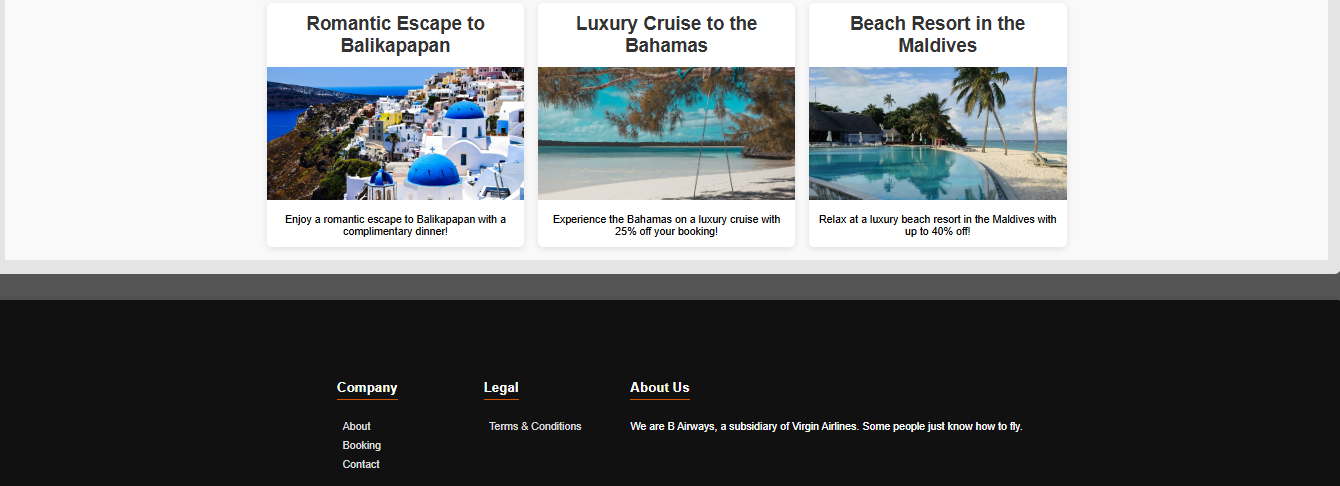 Romantic Escape to
Balikapapan
Luxury Cruise to the
Bahamas
Beach Resort in the
Maldives
Enjoy a romantic escape to Balikapapan with a
complimentary dinner!
Experience the Bahamas on a luxury cruise with
25% off your booking!
Relax at a luxury beach resort in the Maldives with
up to 40% off!
Company
About
Booking
Contact
Legal
Terms & Conditions
About Us
We are B Airways, a subsidiary of Virgin Airlines. Some people just know how to fly.